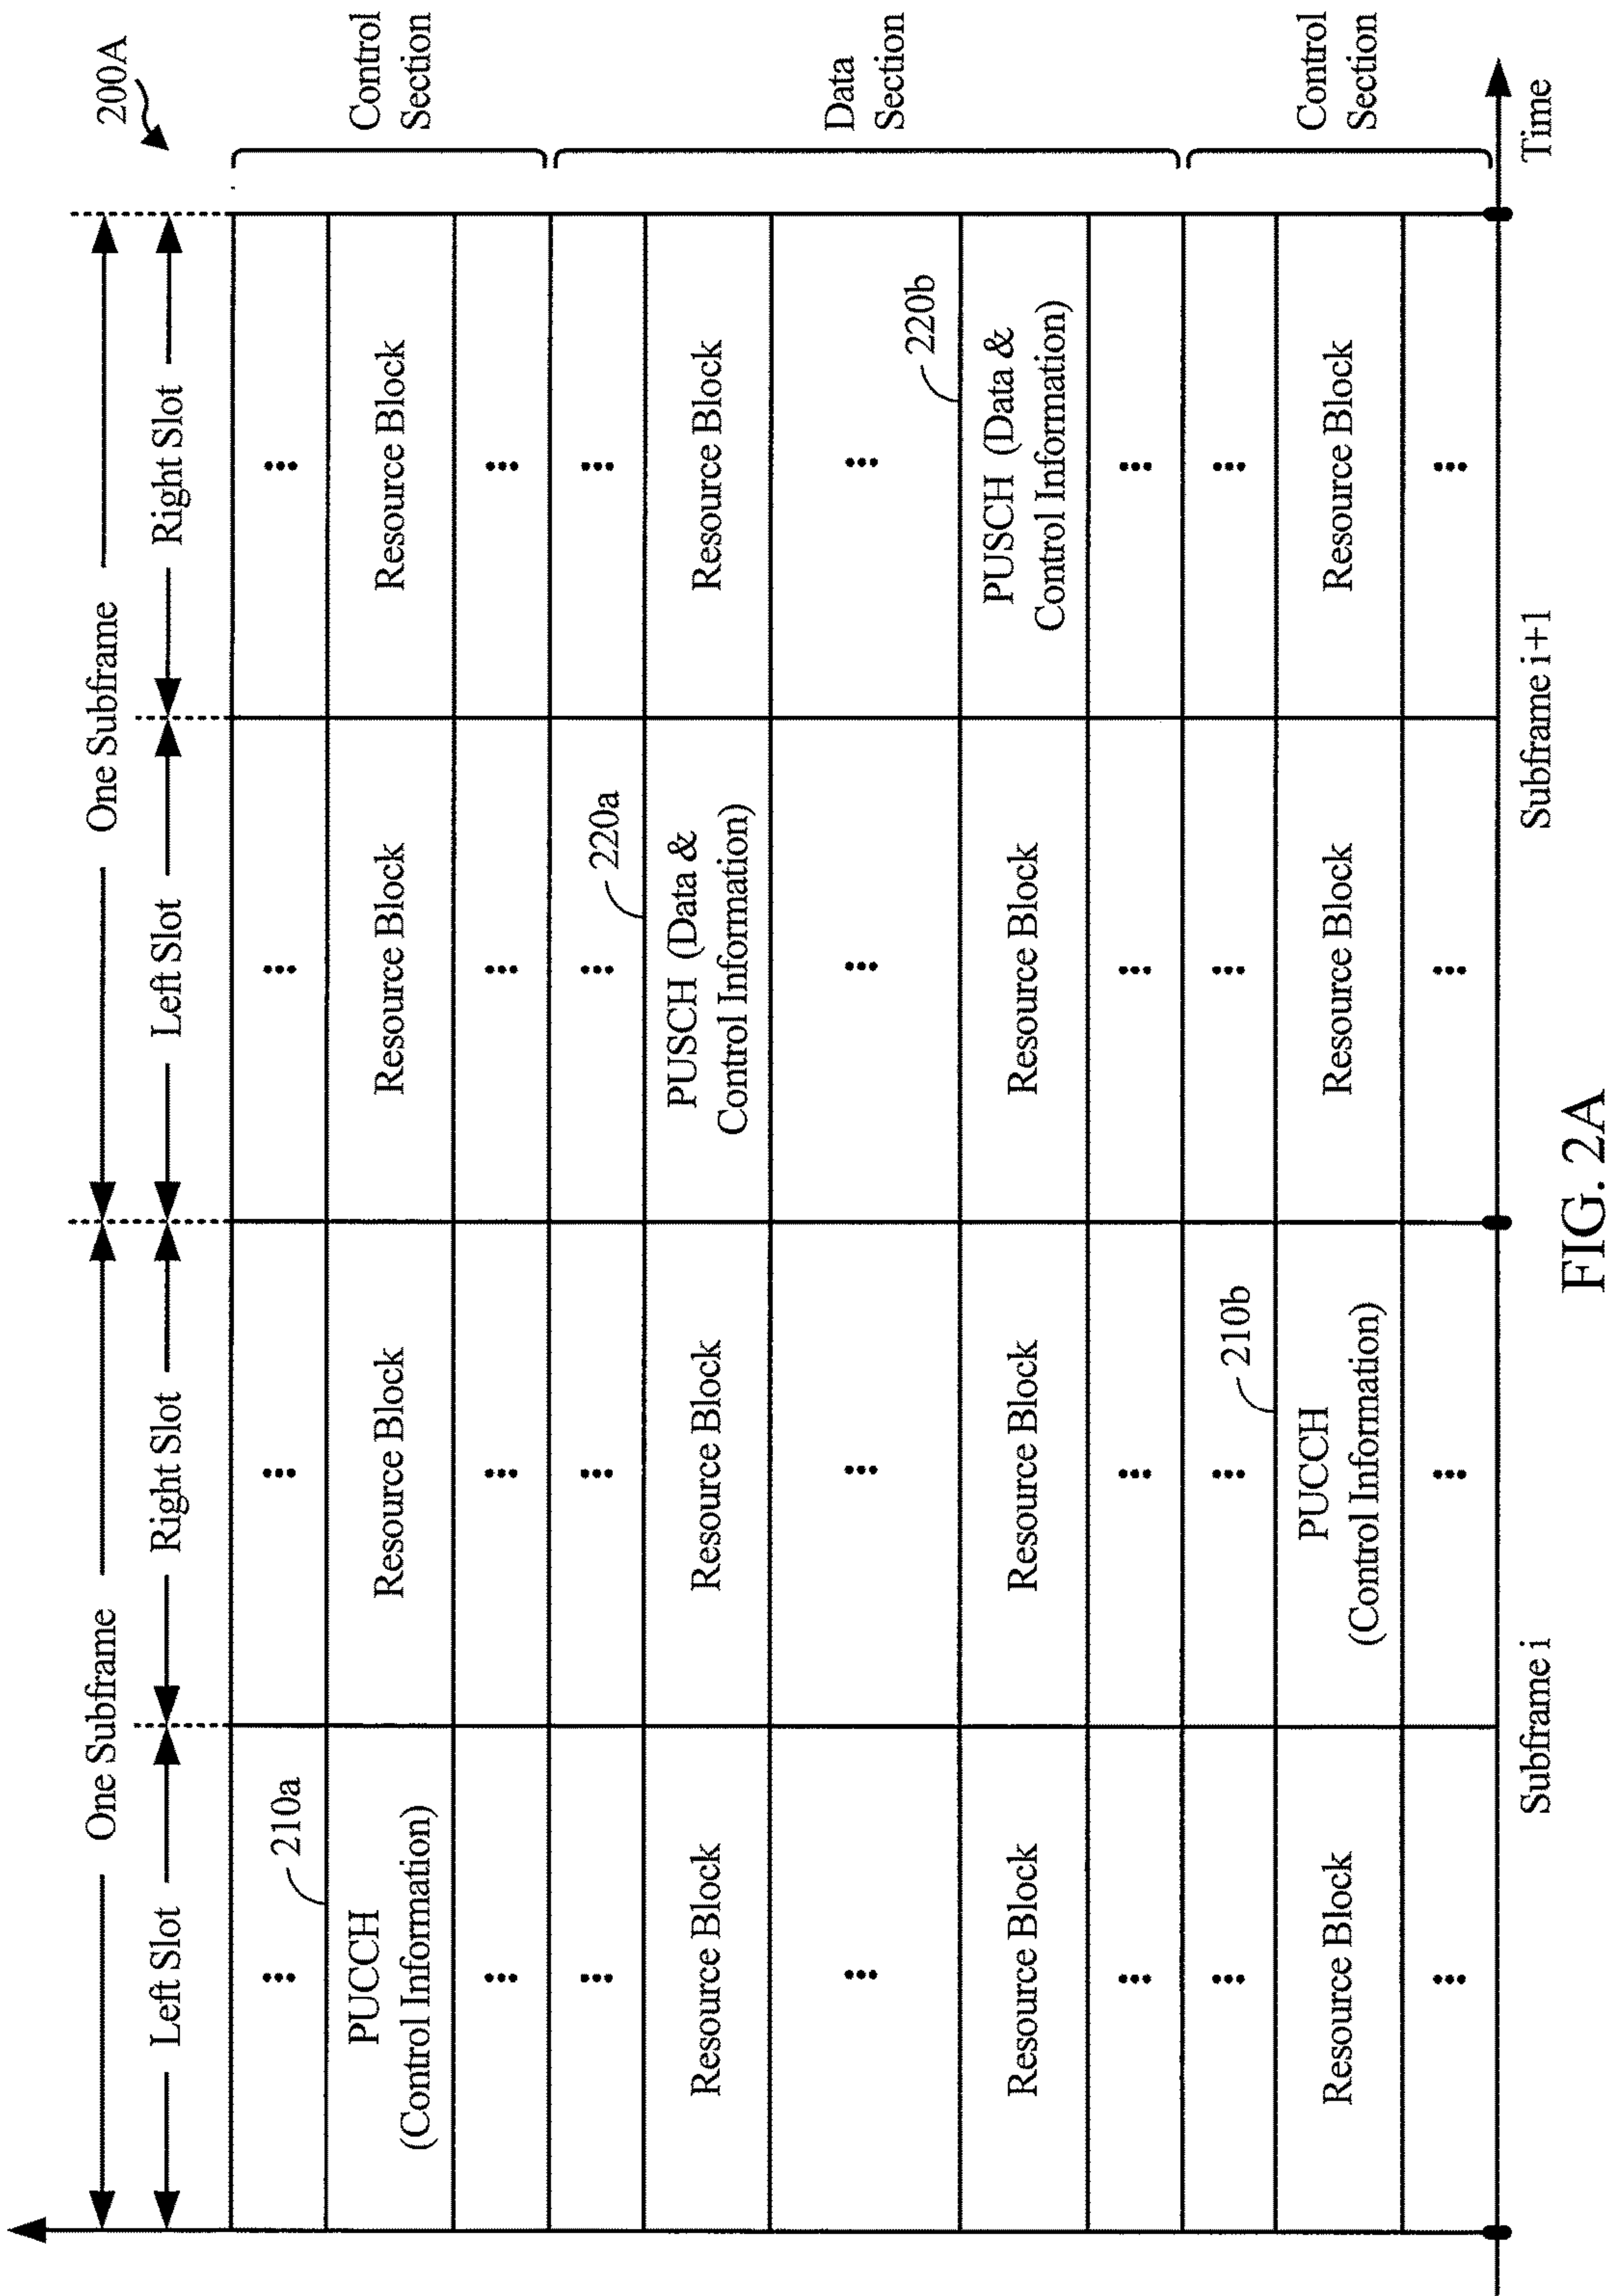 200A
One Subframe
One Subframe
Left Slot
Right Slot
Left Slot
Right Slot
...
...
...
...
210a
PUCCH
(Control Information)
Resource Block
Resource Block
Resource Block
Control
Section
...
...
...
...
...
...
...
...
220a
Resource Block
Resource Block
PUSCH (Data &
Control Information)
Resource Block
...
...
...
...
Data
Section
220b
Resource Block
Resource Block
Resource Block
PUSCH (Data &
Control Information)
...
...
...
...
...
...
...
...
210b
Resource Block
PUCCH
(Control Information)
Resource Block
Resource Block
Control
Section
...
...
...
...
Subframe i
Subframe i+1
Time
FIG. 2A